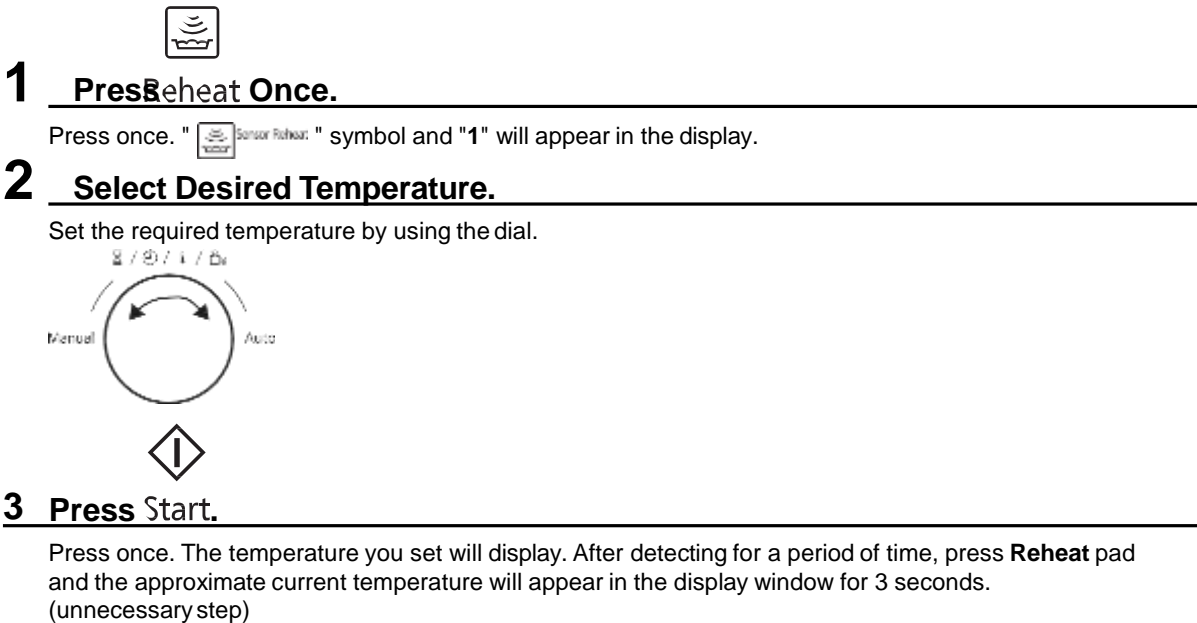 1 Press Reheat Once.
Press once. " Sensor Reheat " symbol and "1" will appear in the display.
2 Select Desired Temperature.
Set the required temperature by using the dial.
Manual
Auto
3 Press Start.
Press once. The temperature you set will display. After detecting for a period of time, press Reheat pad
and the approximate current temperature will appear in the display window for 3 seconds.
(unnecessary step)